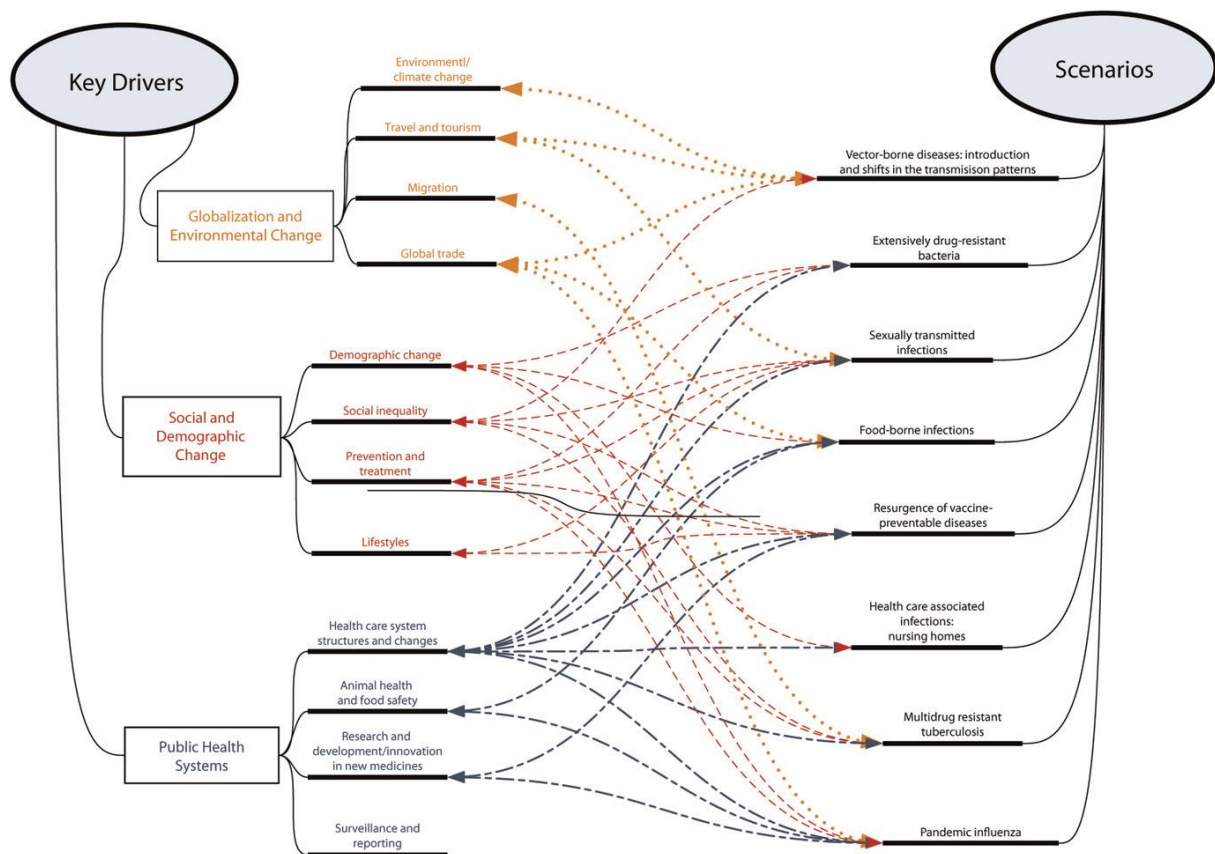 Key Drivers
Scenarios
Globalization and
Environmental Change
Environmentl/
climate change
Travel and tourism
Migration
Global trade
Social and
Demographic
Change
Demographic change
Social inequality
Prevention and
treatment
Lifestyles
Public Health
Systems
Health care system
structures and changes
Animal health
and food safety
Research and
development/innovation
in new medicines
Surveillance and
reporting
Vector-borne diseases: introduction
and shifts in the transmisison patterns
Extensively drug-resistant
bacteria
Sexually transmitted
infections
Food-borne infections
Resurgence of vaccine-
preventable diseases
Health care associated
infections:
nursing homes
Multidrug resistant
tuberculosis
Pandemic influenza